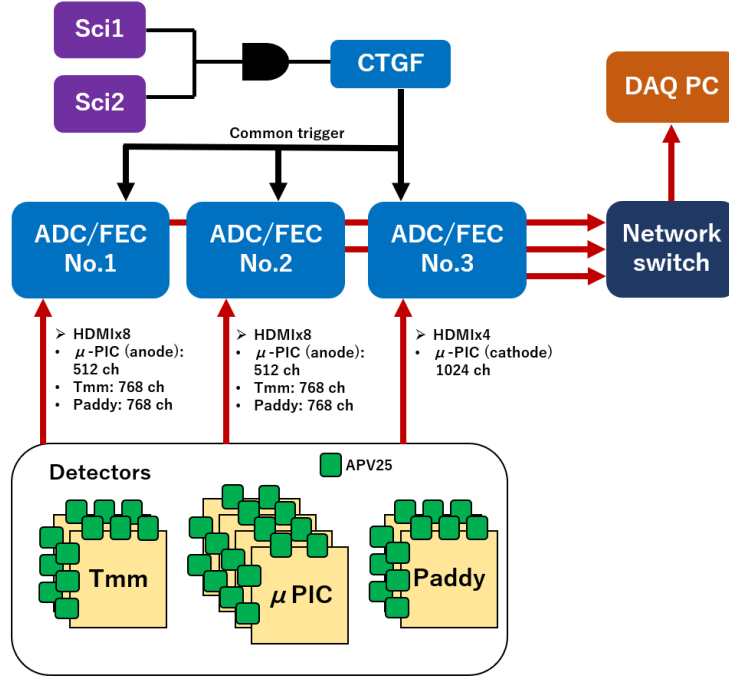 Sci1
Sci2
CTGF
DAQ PC
Common trigger
ADC/FEC
No.1
ADC/FEC
No.2
ADC/FEC
No.3
Network
switch
➢ HDMIx8
• μ-PIC (anode):
512 ch
• Tmm: 768 ch
• Paddy: 768 ch
➢ HDMIx8
• μ-PIC (anode):
512 ch
• Tmm: 768 ch
• Paddy: 768 ch
➢ HDMIx4
• μ-PIC (cathode)
1024 ch
Detectors
APV25
Tmm
μ PIC
Paddy